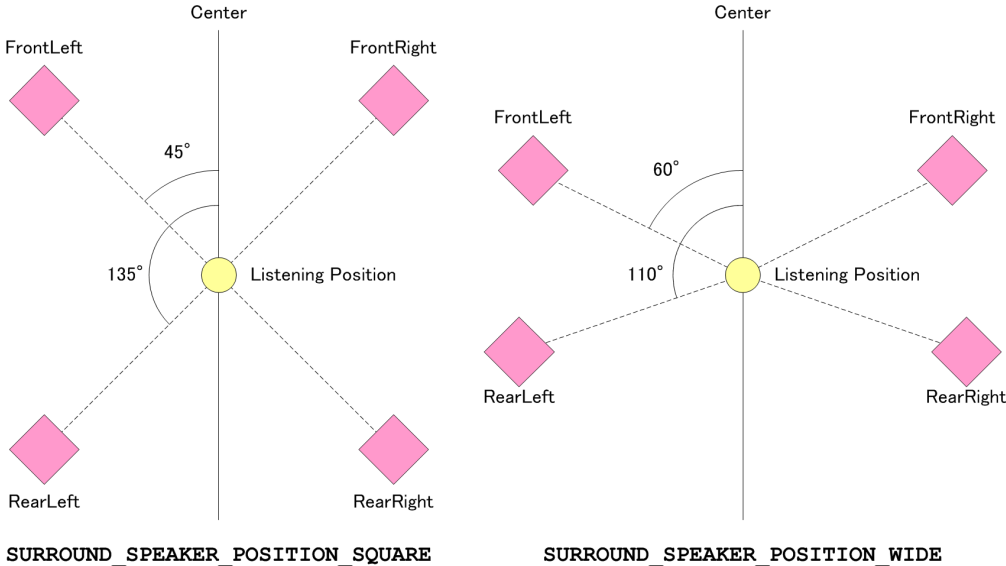 Center
FrontLeft
FrontRight
45°
135°
Listening Position
RearLeft
RearRight
SURROUND_SPEAKER_POSITION_SQUARE
Center
FrontLeft
FrontRight
60°
110°
Listening Position
RearLeft
RearRight
SURROUND_SPEAKER_POSITION_WIDE